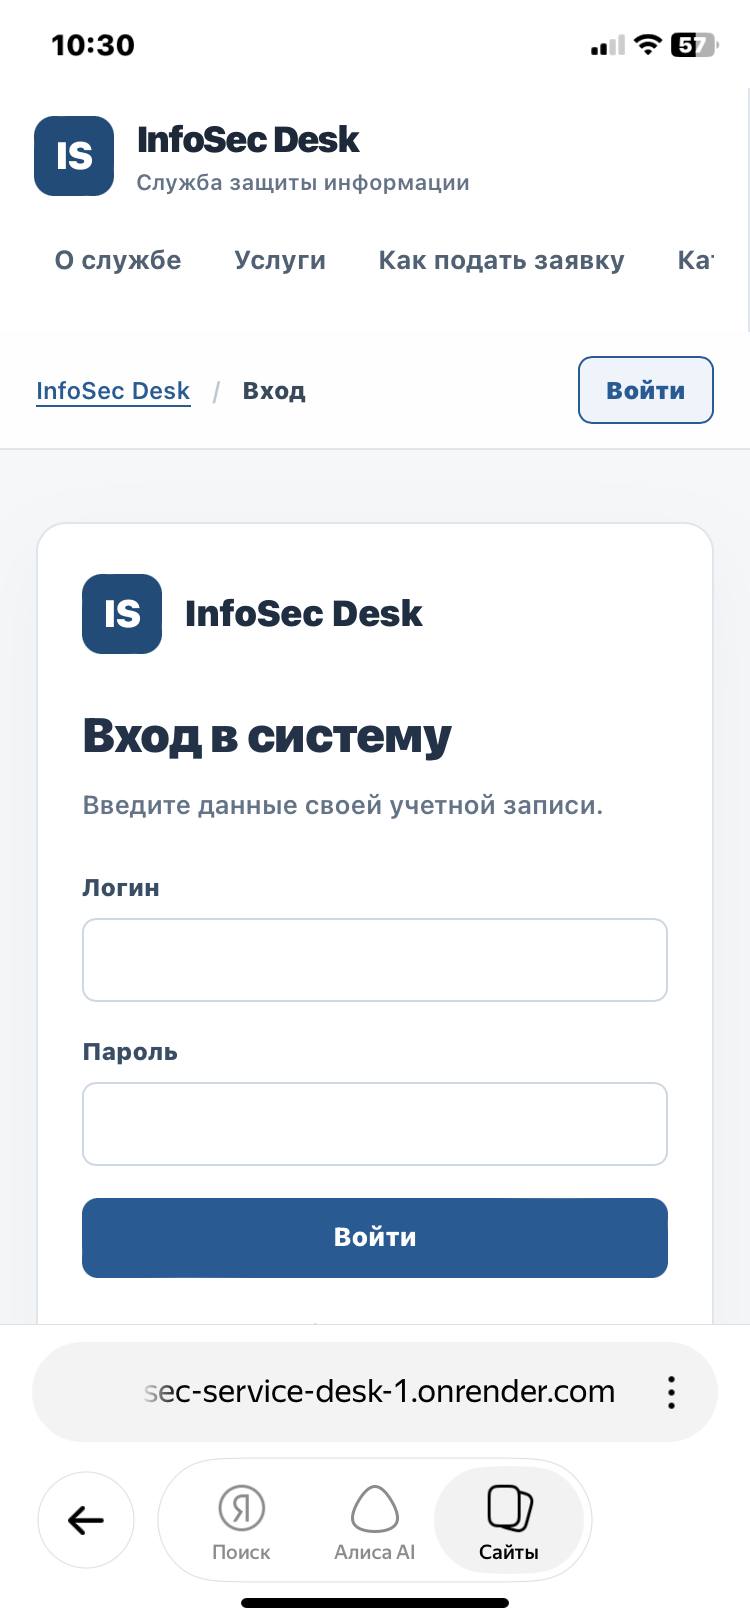 10:30
57
IS
InfoSec Desk
Служба защиты информации
О службе Услуги Как подать заявку
InfoSec Desk / Вход
Войти
IS
InfoSec Desk
Вход в систему
Введите данные своей учетной записи.
Логин
Пароль
Войти
sec-service-desk-1.onrender.com
Поиск
Алиса AI
Сайты